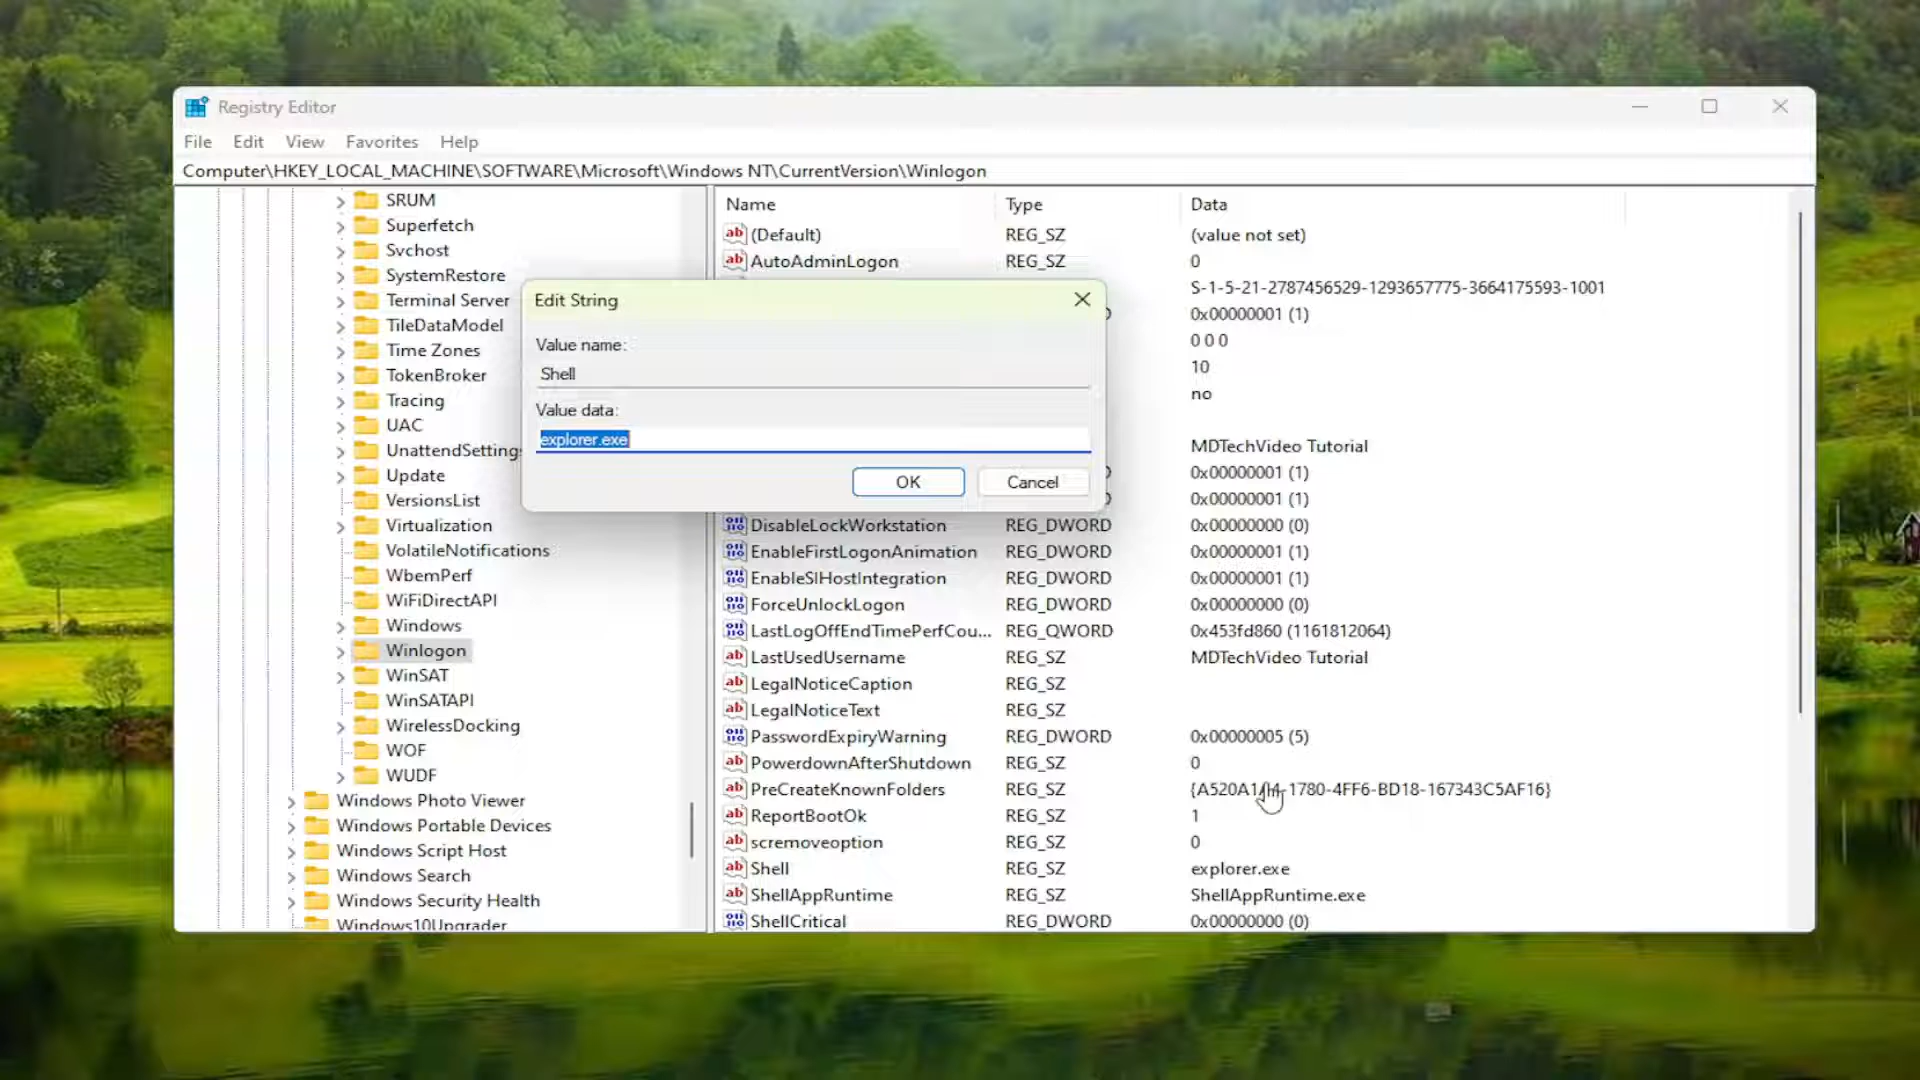 Registry Editor
File Edit View Favorites Help
Computer\HKEY_LOCAL_MACHINE\SOFTWARE\Microsoft\Windows NT\CurrentVersion\Winlogon
SRUM
Superfetch
Svchost
SystemRestore
Terminal Server
TileDataModel
Time Zones
TokenBroker
Tracing
UAC
UnattendSettings
Update
VersionsList
Virtualization
VolatileNotifications
WbemPerf
WiFiDirectAPI
Windows
Winlogon
WinSAT
WinSATAPI
WirelessDocking
WOF
WUDF
Windows Photo Viewer
Windows Portable Devices
Windows Script Host
Windows Search
Windows Security Health
Windows10Upgrader
Name Type Data
(Default) REG_SZ (value not set)
AutoAdminLogon REG_SZ 0
S-1-5-21-2787456529-1293657775-3664175593-1001
0x00000001 (1)
0 0 0
10
no
MDTechVideo Tutorial
0x00000001 (1)
0x00000001 (1)
Edit String
Value name:
Shell
Value data:
explorer.exe
OK Cancel
DisableLockWorkstation REG_DWORD 0x00000000 (0)
EnableFirstLogonAnimation REG_DWORD 0x00000001 (1)
EnableSIHostIntegration REG_DWORD 0x00000001 (1)
ForceUnlockLogon REG_DWORD 0x00000000 (0)
LastLogOffEndTimePerfCou... REG_QWORD 0x453fd860 (1161812064)
LastUsedUsername REG_SZ MDTechVideo Tutorial
LegalNoticeCaption REG_SZ
LegalNoticeText REG_SZ
PasswordExpiryWarning REG_DWORD 0x00000005 (5)
PowerdownAfterShutdown REG_SZ 0
PreCreateKnownFolders REG_SZ
ReportBootOk REG_SZ 1
scremoveoption REG_SZ 0
Shell REG_SZ explorer.exe
ShellAppRuntime REG_SZ ShellAppRuntime.exe
ShellCritical REG_DWORD 0x00000000 (0)